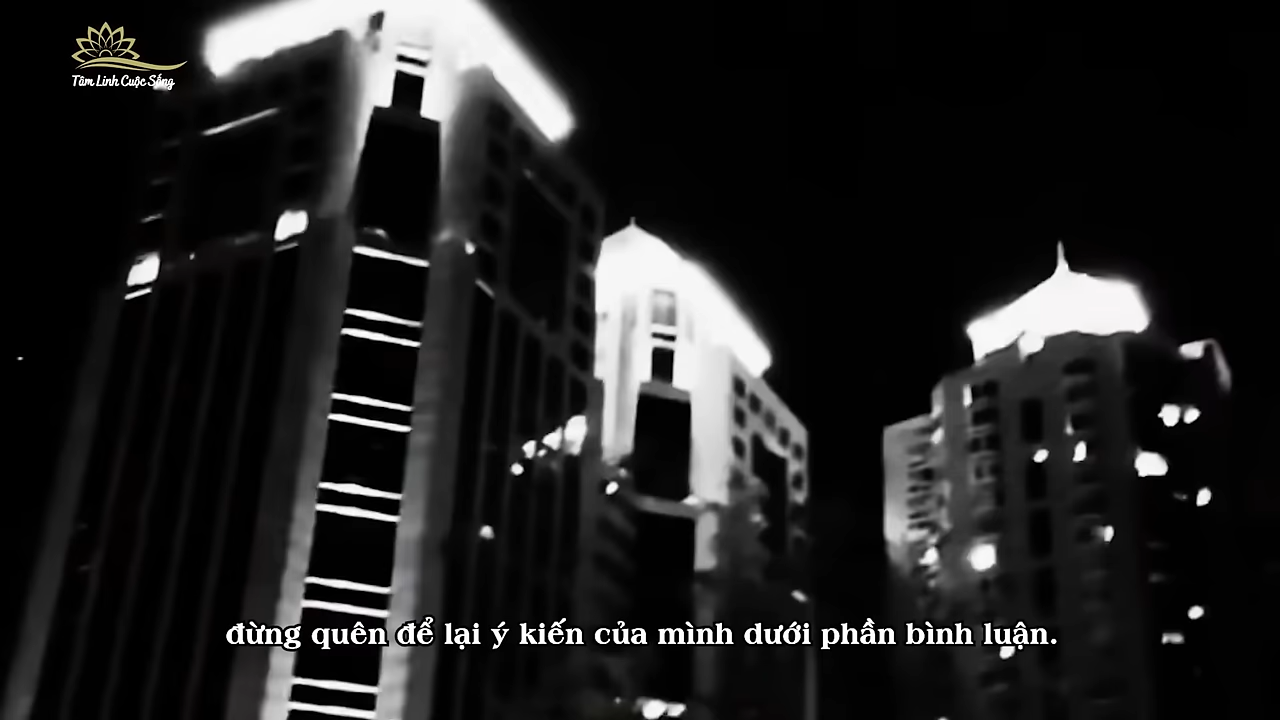 Tâm Linh Cuộc Sống
đừng quên để lại ý kiến của mình dưới phần bình luận.